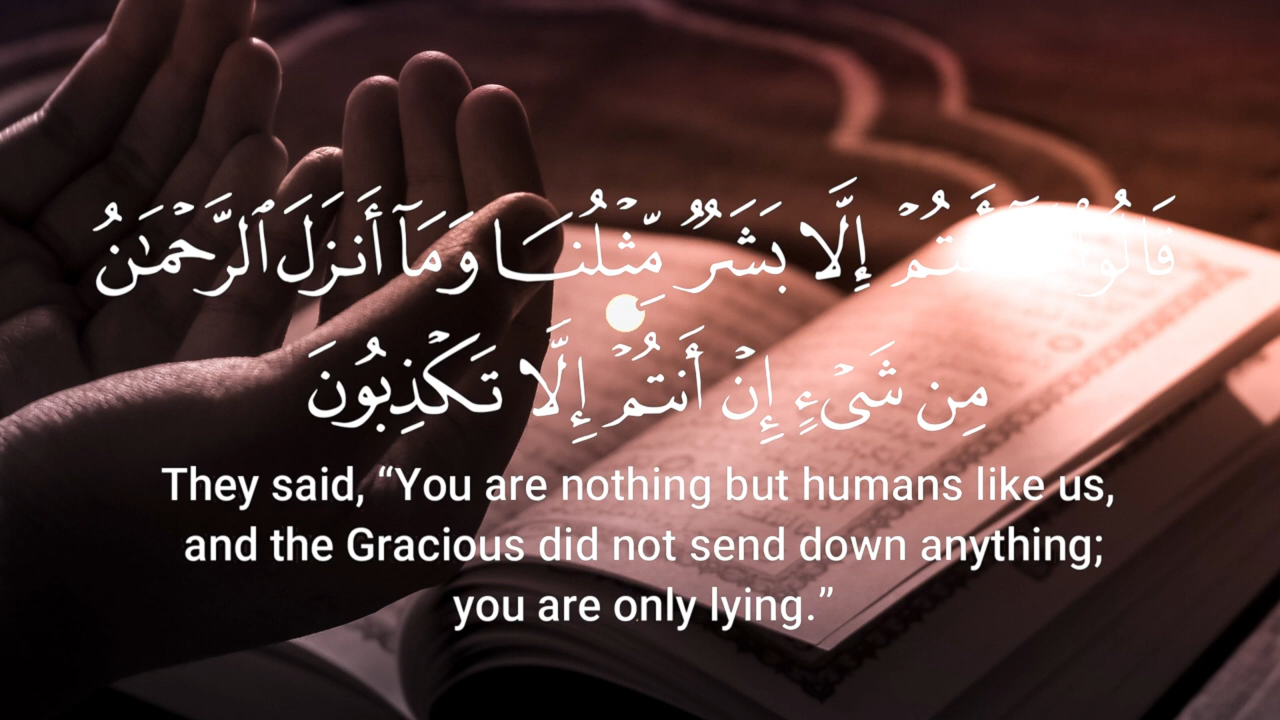 قَالُوا۟ مَآ أَنتُمْ إِلَّا بَشَرٌ مِّثْلُنَا وَمَآ أَنزَلَ ٱلرَّحْمَٰنُ
مِن شَىْءٍ إِنْ أَنتُمْ إِلَّا تَكْذِبُونَ
They said, “You are nothing but humans like us,
and the Gracious did not send down anything;
you are only lying.”